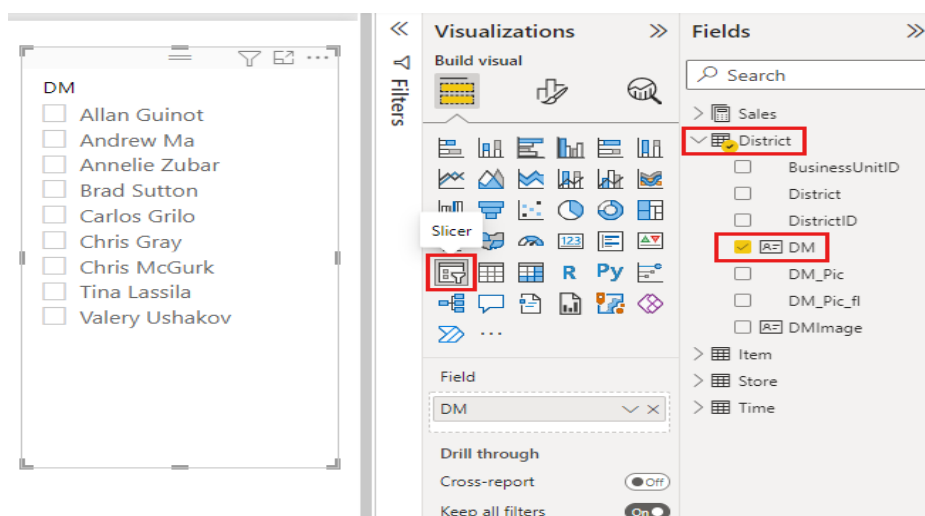 DM
Allan Guinot
Andrew Ma
Annelie Zubar
Brad Sutton
Carlos Grilo
Chris Gray
Chris McGurk
Tina Lassila
Valery Ushakov
Filters
Visualizations
Build visual
Slicer
123
R
Py
Field
DM
Drill through
Cross-report
Off
Keep all filters
On
Fields
Search
Sales
District
BusinessUnitID
District
DistrictID
DM
DM_Pic
DM_Pic_fl
DMImage
Item
Store
Time